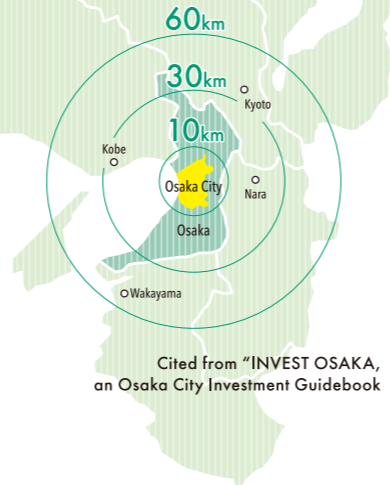 60km
30km
Kyoto
10km
Kobe
Osaka City
Nara
Osaka
Wakayama
Cited from “INVEST OSAKA,
an Osaka City Investment Guidebook